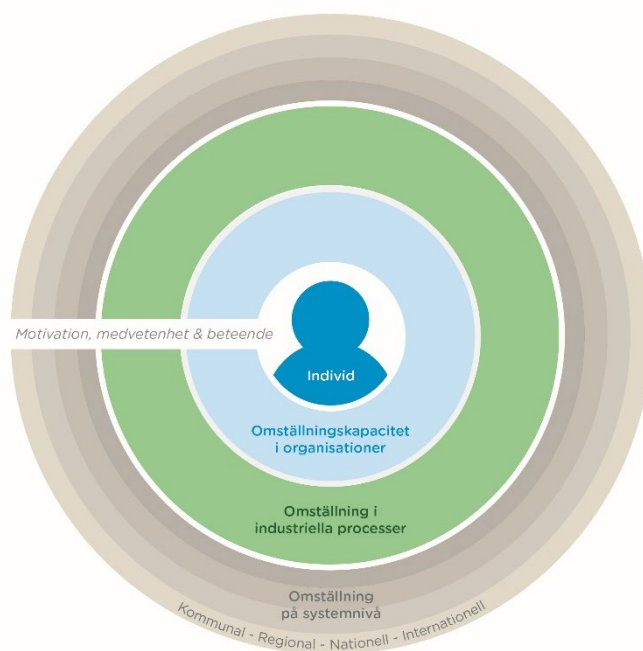 Motivation, medvetenhet & beteende
Individ
Omställningskapacitet
i organisationer
Omställning i
industriella processer
Omställning
på systemnivå
Kommunal - Regional - Nationell - Internationell